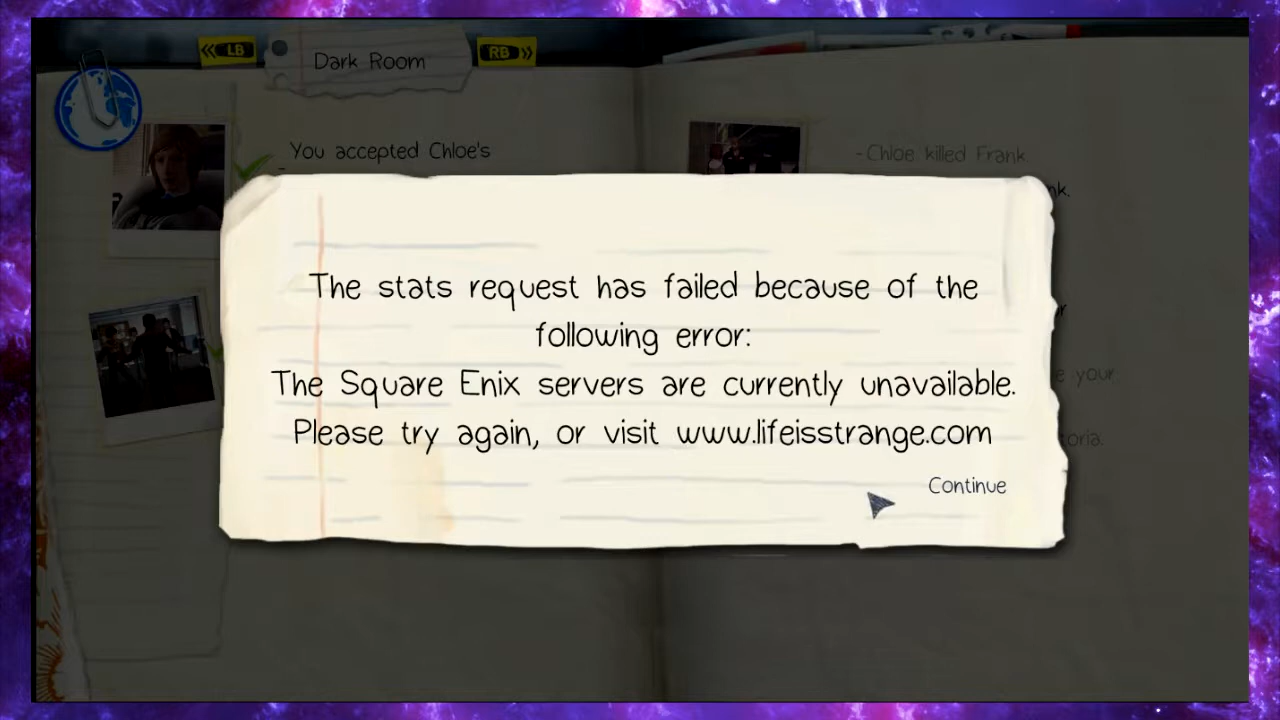 LB
Dark Room
RB
You accepted Chloe's
- Chloe killed Frank
The stats request has failed because of the
following error:
The Square Enix servers are currently unavailable.
Please try again, or visit www.lifeisstrange.com
Continue
your